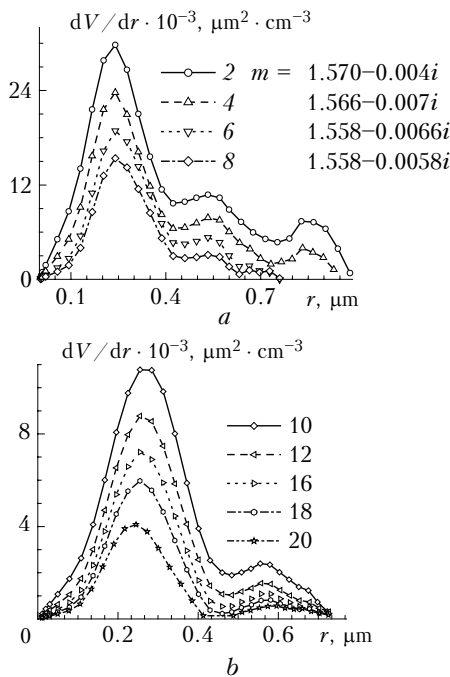 dV/dr · 10⁻³, μm² · cm⁻³
24
12
0
2 m = 1.570–0.004i
4 1.566–0.007i
6 1.558–0.0066i
8 1.558–0.0058i
0.1 0.4 0.7 r, μm
a
dV/dr · 10⁻³, μm² · cm⁻³
8
4
0
10
12
16
18
20
0.2 0.4 0.6 r, μm
b